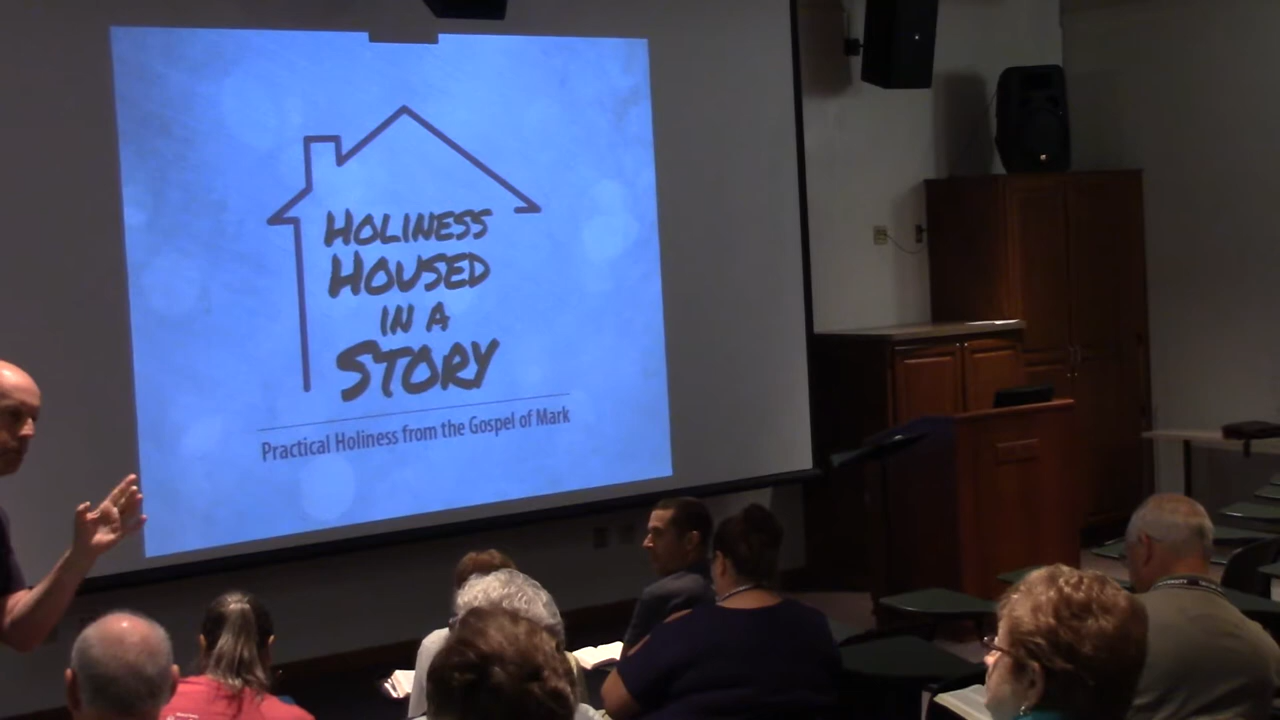 Holiness
Housed
in a
Story
Practical Holiness from the Gospel of Mark